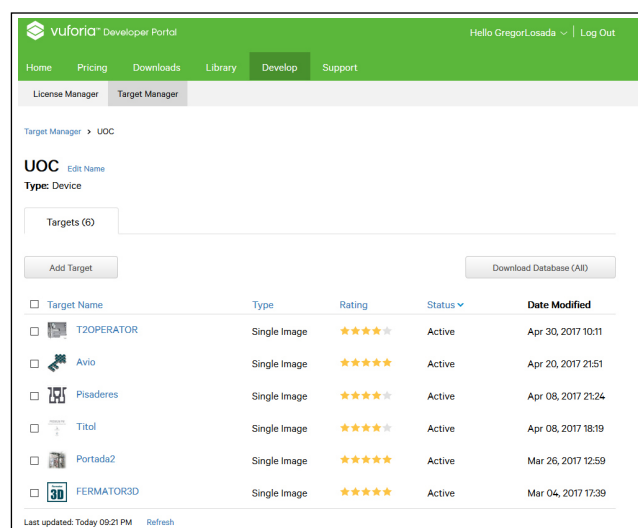 vuforia™ Developer Portal
Hello GregorLosada | Log Out
Home Pricing Downloads Library Develop Support
License Manager Target Manager
Target Manager > UOC
UOC Edit Name
Type: Device
Targets (6)
Add Target Download Database (All)
Target Name Type Rating Status Date Modified
T2OPERATOR Single Image Active Apr 30, 2017 10:11
Avio Single Image Active Apr 20, 2017 21:51
Pisaderes Single Image Active Apr 08, 2017 21:24
Titol Single Image Active Apr 08, 2017 18:19
Portada2 Single Image Active Mar 26, 2017 12:59
3D FERMATOR3D Single Image Active Mar 04, 2017 17:39
Last updated: Today 09:21 PM Refresh